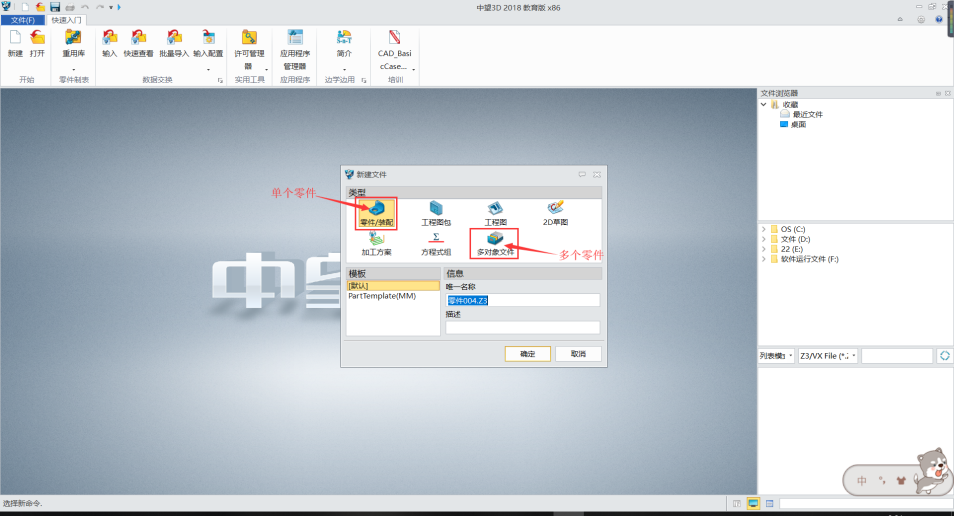 中望3D 2018 教育版 x86
文件(F)
快速入门
新建
打开
重用库
输入
快速查看
批量导入
输入配置
许可管理器
应用程序管理器
简介
CAD_BasicCase...
开始
零件制表
数据交换
实用工具
应用程序
边学边用
培训
文件浏览器
收藏
最近文件
桌面
OS (C:)
文件 (D:)
22 (E:)
软件运行文件 (F:)
列表模式
Z3/VX File (*.Z
新建文件
类型
单个零件
零件/装配
工程图包
工程图
2D草图
加工方案
方程式组
多对象文件
多个零件
模板
[默认]
PartTemplate(MM)
信息
唯一名称
零件004.Z3
描述
确定
取消
中望
选择新命令.
中